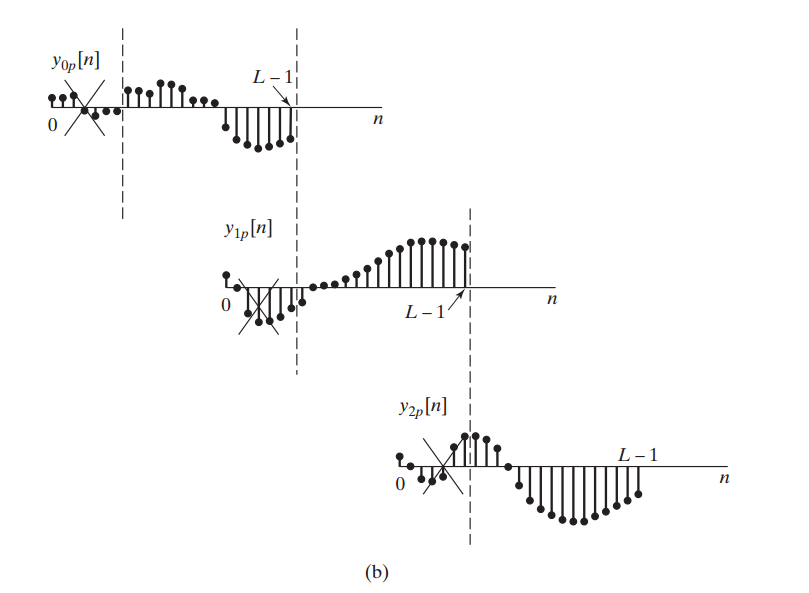 y0p[n]
L – 1
0
n
y1p[n]
0
L – 1
n
y2p[n]
L – 1
0
n
(b)